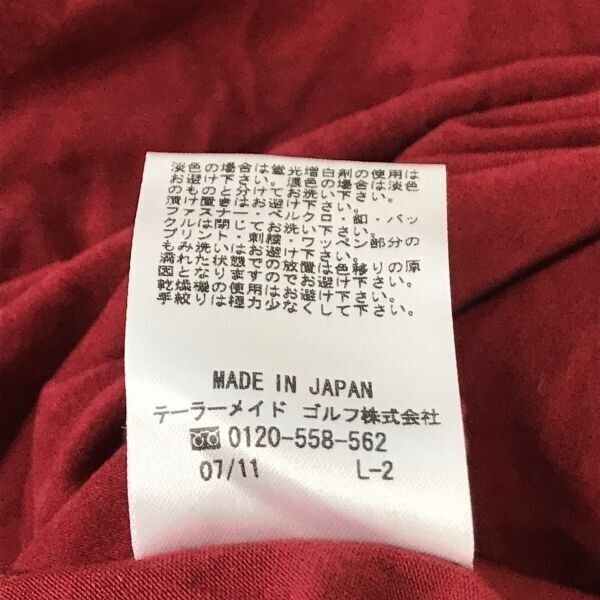 淡色の場合は蛍光増白剤の使用は
お避け下さい。濃色の場合は淡色
のものと分けてお洗い下さい。
漬け置きはお避け下さい。
ファスナー・ベルクロ・釦・バッ
クルは閉じてお洗い下さい。
プリント・刺繍・ワッペン部分の
もみ洗いはお避け下さい。
濡れた状態での放置は色移りの原
因となりますのでお避け下さい。
乾燥機の使用はお避け下さい。
手絞りは極力少なくして下さい。
MADE IN JAPAN
テーラーメイド ゴルフ株式会社
0120-558-562
07/11 L-2